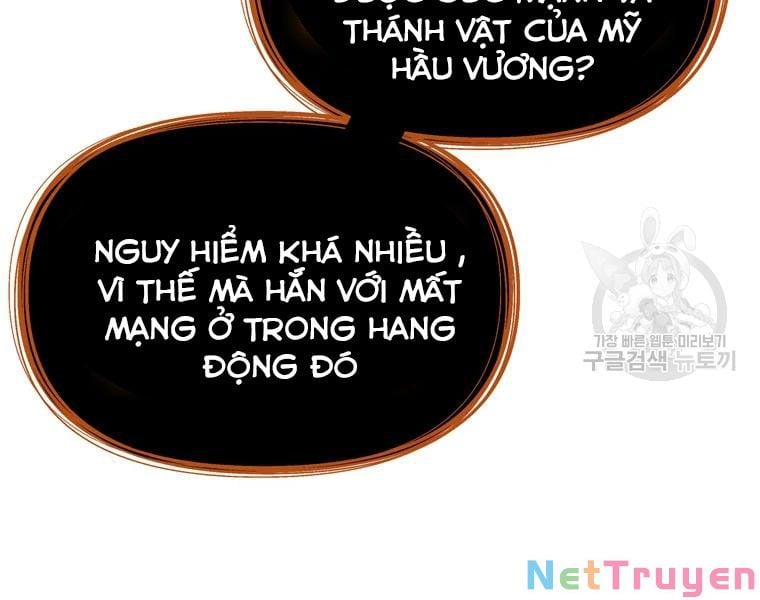 THÁNH VẬT CỦA MỸ
HẦU VƯƠNG?
NGUY HIỂM KHÁ NHIỀU ,
VÌ THẾ MÀ HẮN VỚI MẤT
MẠNG Ở TRONG HANG
ĐỘNG ĐÓ
가장 빠른 웹툰 미리보기
구글검색 뉴토끼
NetTruyen